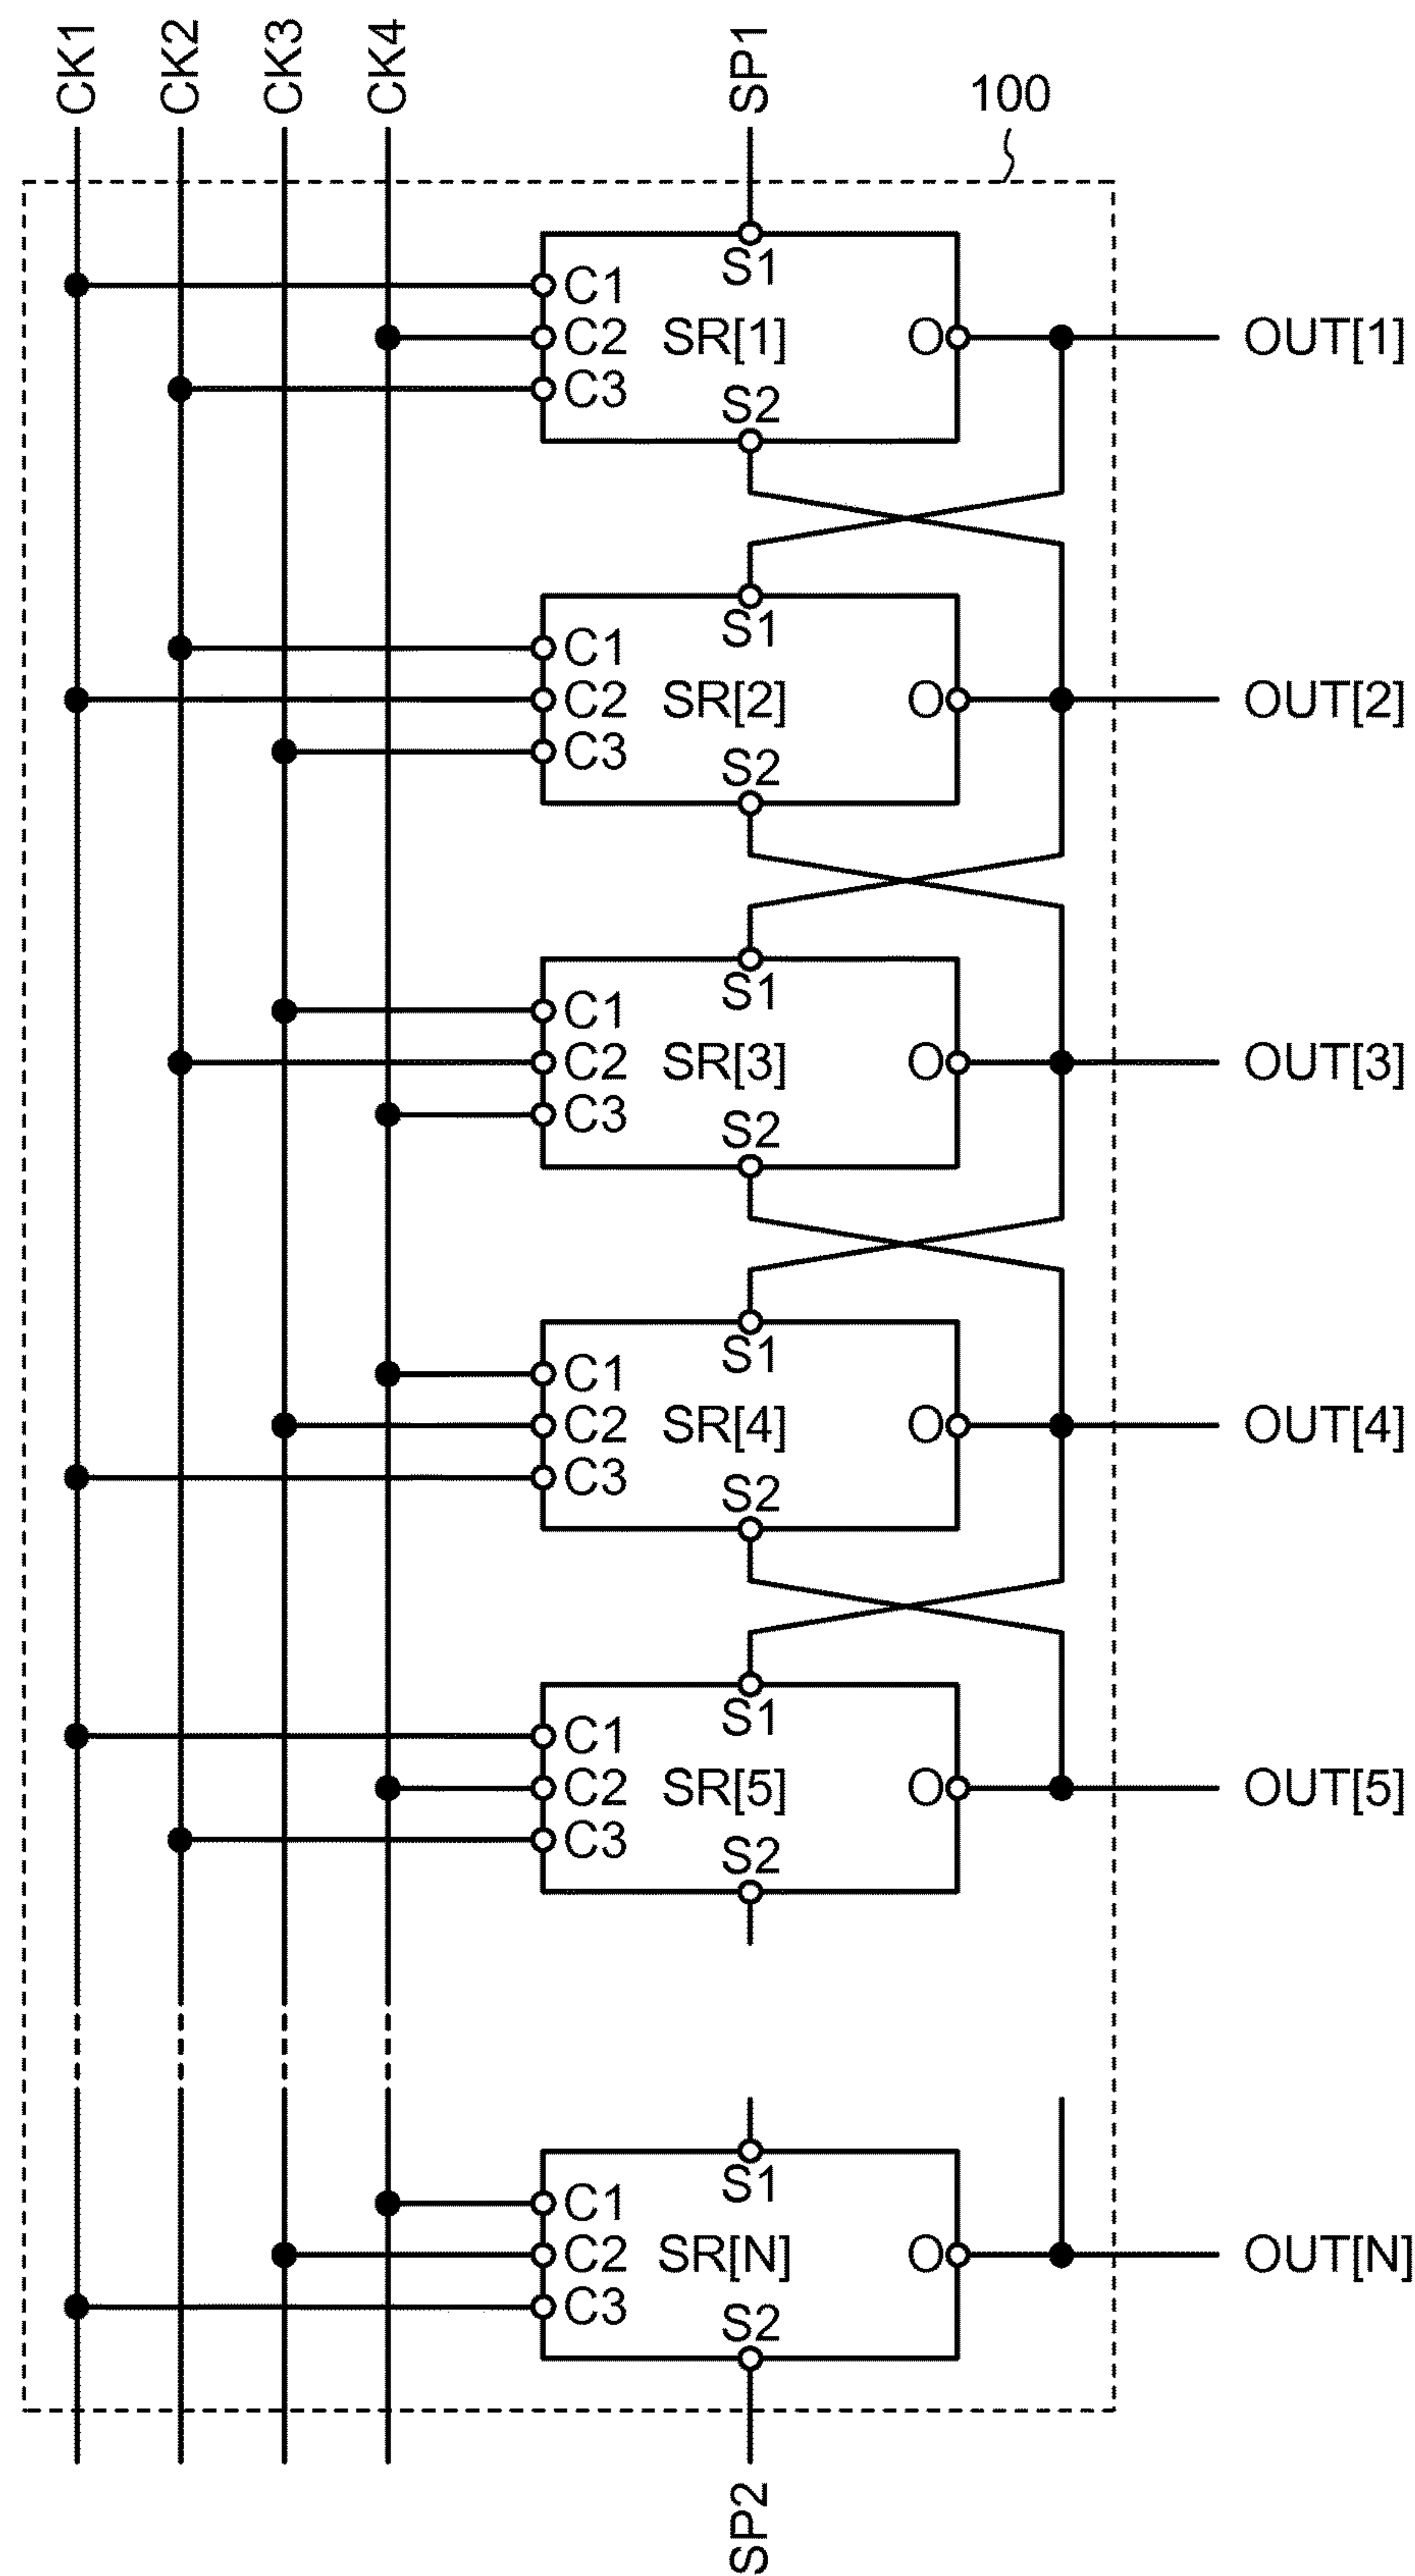 CK1
CK2
CK3
CK4
SP1
100
S1
C1
C2 SR[1] O OUT[1]
C3
S2
S1
C1
C2 SR[2] O OUT[2]
C3
S2
S1
C1
C2 SR[3] O OUT[3]
C3
S2
S1
C1
C2 SR[4] O OUT[4]
C3
S2
S1
C1
C2 SR[5] O OUT[5]
C3
S2
S1
C1
C2 SR[N] O OUT[N]
C3
S2
SP2